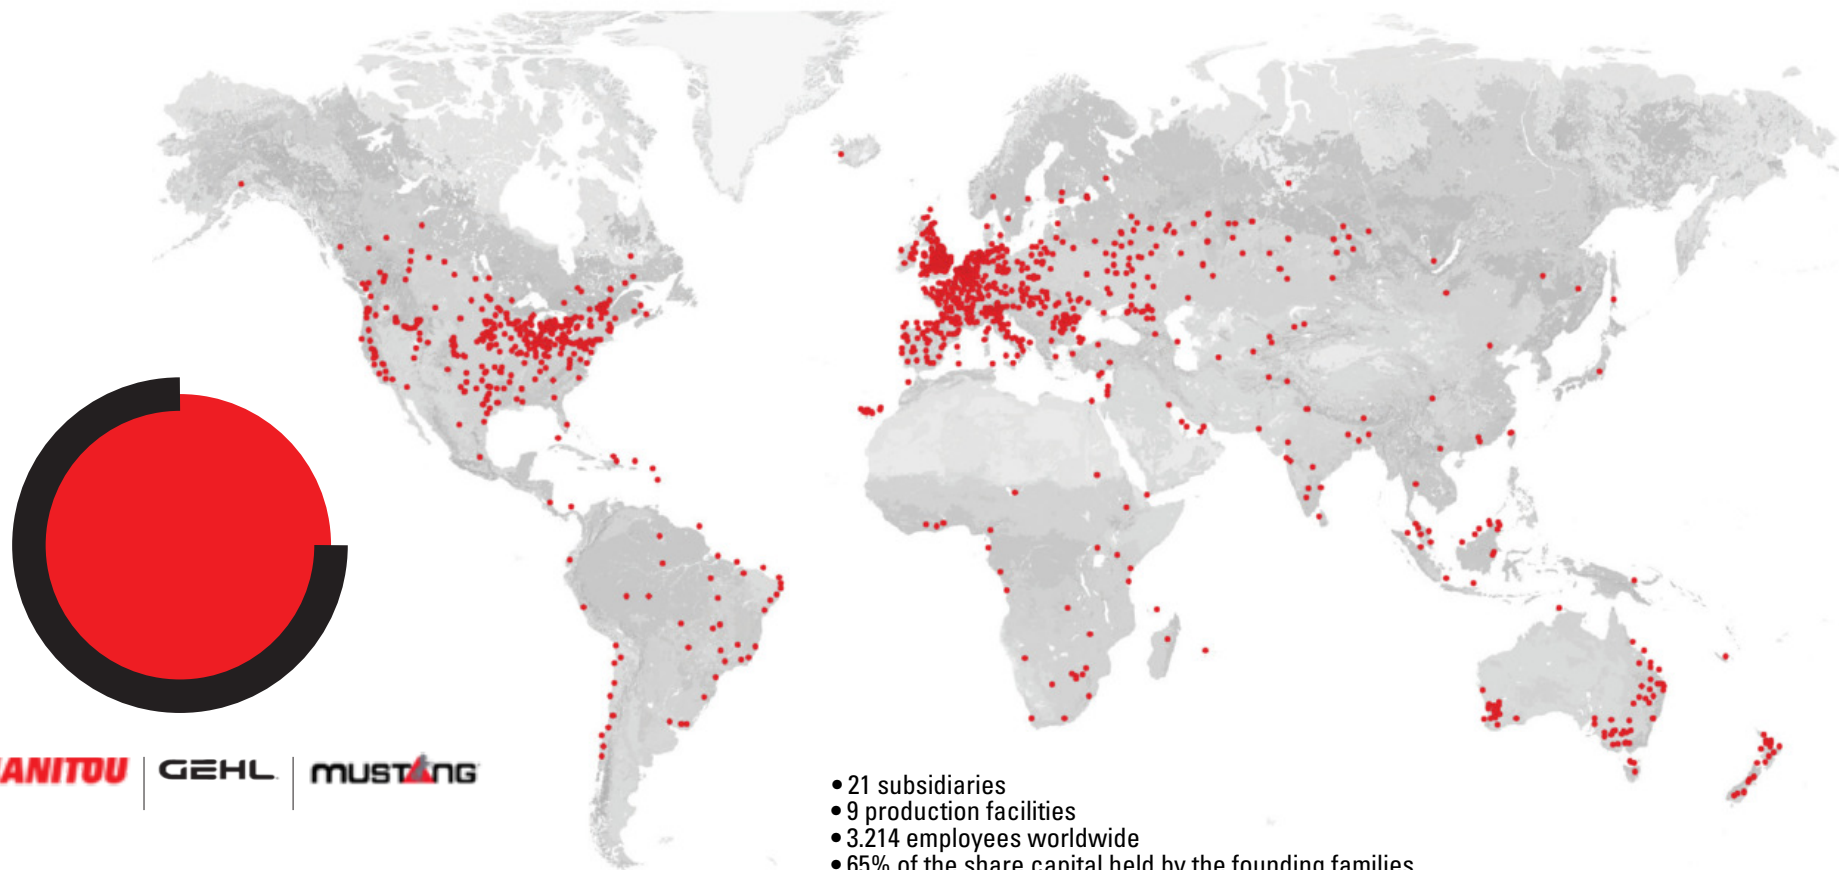 ANITOU
GEHL
MUSTANG
• 21 subsidiaries
• 9 production facilities
• 3.214 employees worldwide
• 65% of the share capital held by the founding families